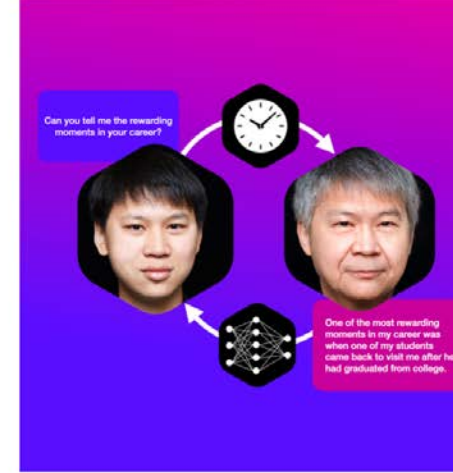 Can you tell me the rewarding
moments in your career?
One of the most rewarding
moments in my career was
when one of my students
came back to visit me after he
had graduated from college.